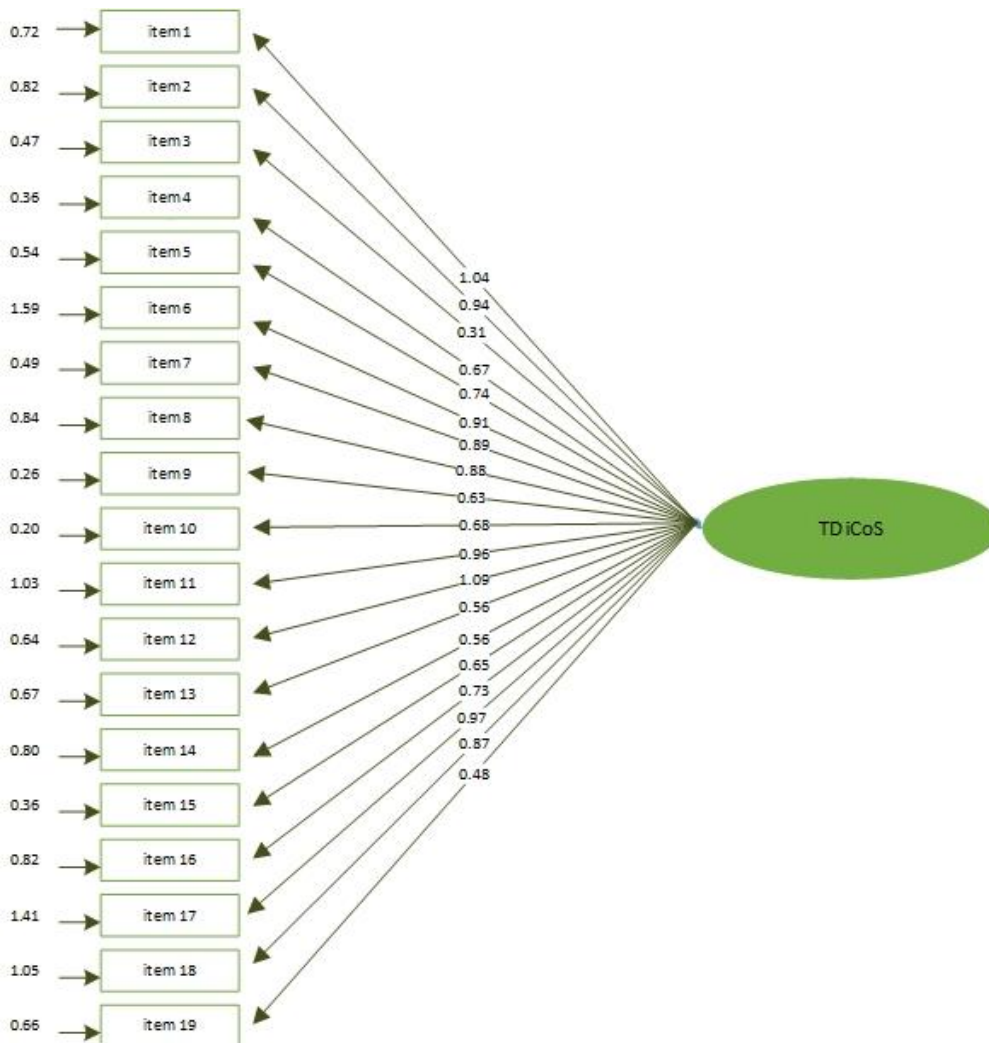 0.72 item 1
0.82 item 2
0.47 item 3
0.36 item 4
0.54 item 5
1.59 item 6
0.49 item 7
0.84 item 8
0.26 item 9
0.20 item 10
1.03 item 11
0.64 item 12
0.67 item 13
0.80 item 14
0.36 item 15
0.82 item 16
1.41 item 17
1.05 item 18
0.66 item 19
1.04
0.94
0.31
0.67
0.74
0.91
0.89
0.88
0.63
0.68
0.96
1.09
0.56
0.56
0.65
0.73
0.97
0.87
0.48
TDiCoS